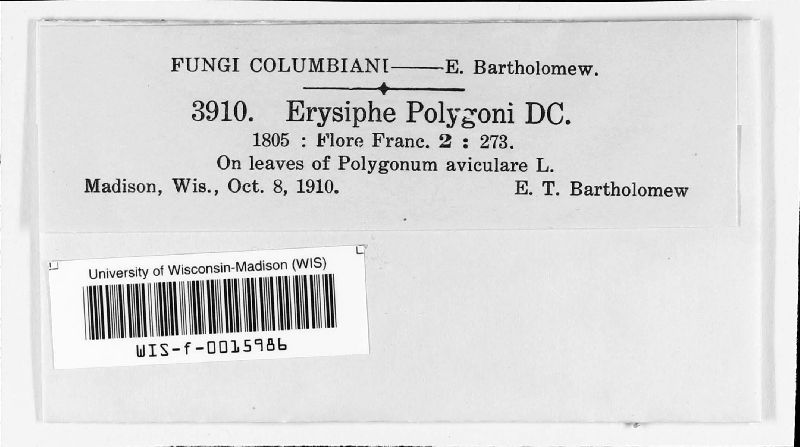 FUNGI COLUMBIANI——E. Bartholomew.
3910. Erysiphe Polygoni DC.
1805 : Flore Franc. 2 : 273.
On leaves of Polygonum aviculare L.
Madison, Wis., Oct. 8, 1910. E. T. Bartholomew
University of Wisconsin-Madison (WIS)
WIS-f-0015986